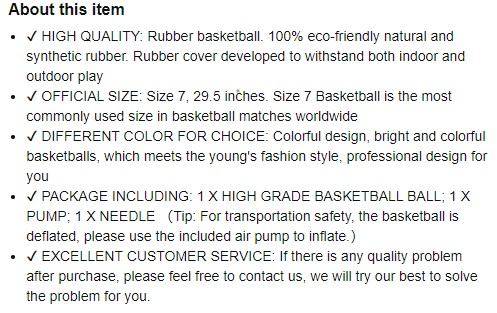 About this item
• ✓ HIGH QUALITY: Rubber basketball. 100% eco-friendly natural and
synthetic rubber. Rubber cover developed to withstand both indoor and
outdoor play
• ✓ OFFICIAL SIZE: Size 7, 29.5 inches. Size 7 Basketball is the most
commonly used size in basketball matches worldwide
• ✓ DIFFERENT COLOR FOR CHOICE: Colorful design, bright and colorful
basketballs, which meets the young's fashion style, professional design for
you
• ✓ PACKAGE INCLUDING: 1 X HIGH GRADE BASKETBALL BALL; 1 X
PUMP; 1 X NEEDLE （Tip: For transportation safety, the basketball is
deflated, please use the included air pump to inflate.）
• ✓ EXCELLENT CUSTOMER SERVICE: If there is any quality problem
after purchase, please feel free to contact us, we will try our best to solve
the problem for you.